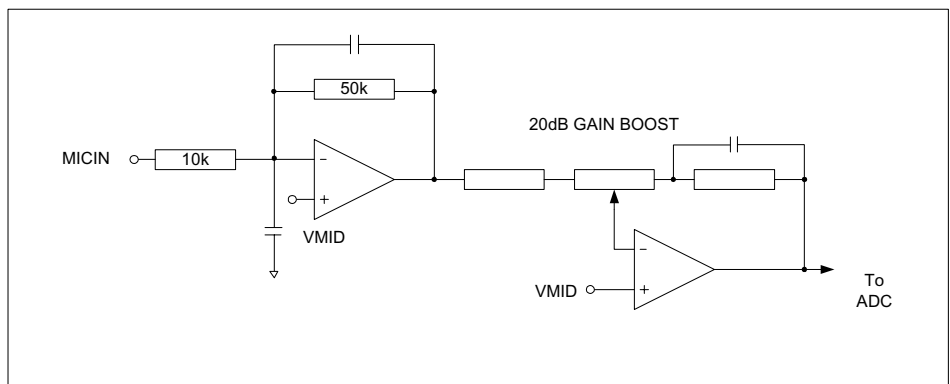 50k
20dB GAIN BOOST
MICIN
10k
−
+
VMID
−
VMID
+
To
ADC